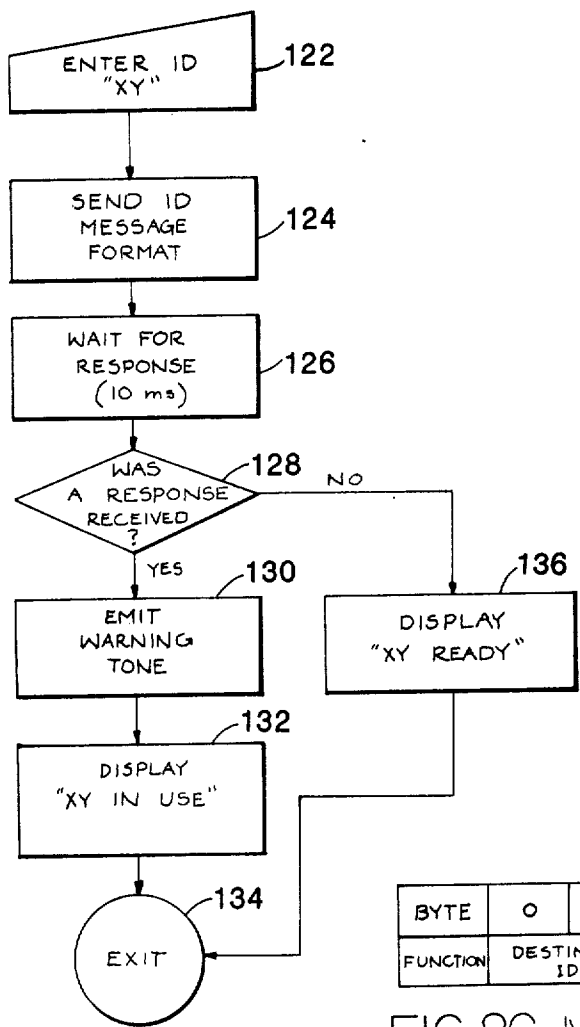 ENTER ID
"XY"
122
SEND ID
MESSAGE
FORMAT
124
WAIT FOR
RESPONSE
(10 ms)
126
WAS
A RESPONSE
RECEIVED
?
128
NO
YES
EMIT
WARNING
TONE
130
DISPLAY
"XY READY"
136
DISPLAY
"XY IN USE"
132
EXIT
134
BYTE
0
FUNCTION
ID